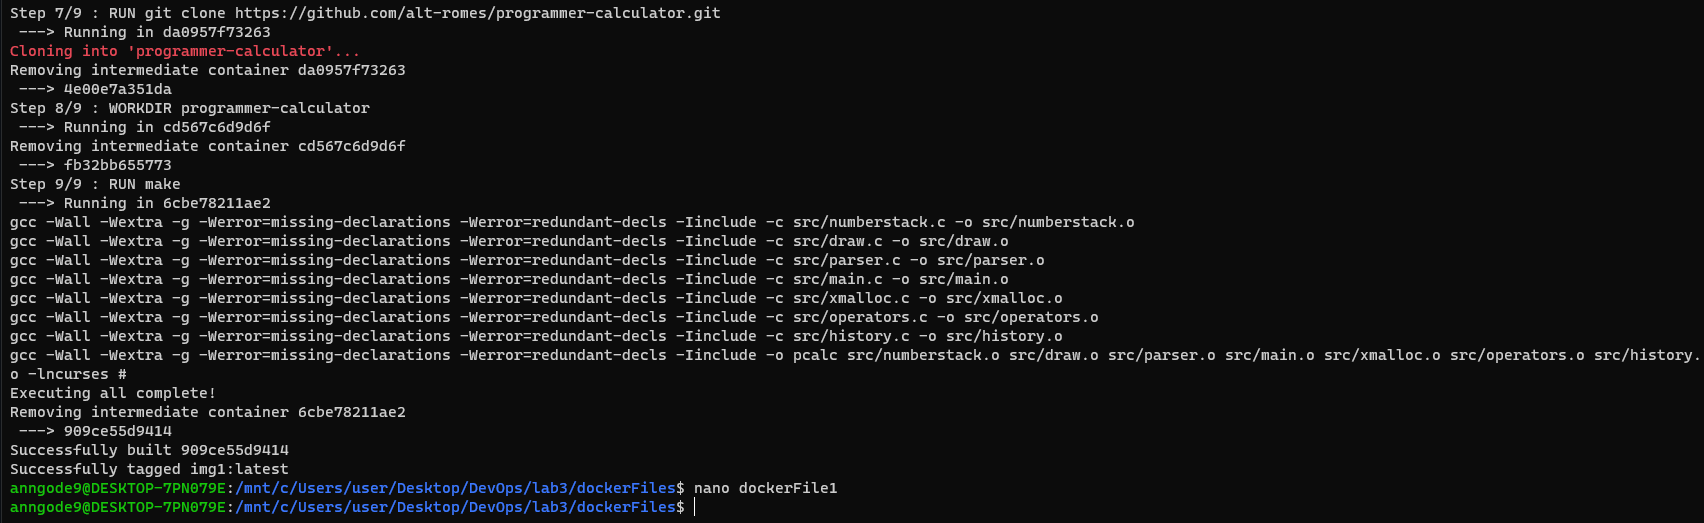 Step 7/9 : RUN git clone https://github.com/alt-romes/programmer-calculator.git
 ---> Running in da0957f73263
Cloning into 'programmer-calculator'...
Removing intermediate container da0957f73263
 ---> 4e00e7a351da
Step 8/9 : WORKDIR programmer-calculator
 ---> Running in cd567c6d9d6f
Removing intermediate container cd567c6d9d6f
 ---> fb32bb655773
Step 9/9 : RUN make
 ---> Running in 6cbe78211ae2
gcc -Wall -Wextra -g -Werror=missing-declarations -Werror=redundant-decls -Iinclude -c src/numberstack.c -o src/numberstack.o
gcc -Wall -Wextra -g -Werror=missing-declarations -Werror=redundant-decls -Iinclude -c src/draw.c -o src/draw.o
gcc -Wall -Wextra -g -Werror=missing-declarations -Werror=redundant-decls -Iinclude -c src/parser.c -o src/parser.o
gcc -Wall -Wextra -g -Werror=missing-declarations -Werror=redundant-decls -Iinclude -c src/main.c -o src/main.o
gcc -Wall -Wextra -g -Werror=missing-declarations -Werror=redundant-decls -Iinclude -c src/xmalloc.c -o src/xmalloc.o
gcc -Wall -Wextra -g -Werror=missing-declarations -Werror=redundant-decls -Iinclude -c src/operators.c -o src/operators.o
gcc -Wall -Wextra -g -Werror=missing-declarations -Werror=redundant-decls -Iinclude -c src/history.c -o src/history.o
gcc -Wall -Wextra -g -Werror=missing-declarations -Werror=redundant-decls -Iinclude -o pcalc src/numberstack.o src/draw.o src/parser.o src/main.o src/xmalloc.o src/operators.o src/history.
o -lncurses #
Executing all complete!
Removing intermediate container 6cbe78211ae2
 ---> 909ce55d9414
Successfully built 909ce55d9414
Successfully tagged img1:latest
anngode9@DESKTOP-7PN079E:/mnt/c/Users/user/Desktop/DevOps/lab3/dockerFiles$ nano dockerFile1
anngode9@DESKTOP-7PN079E:/mnt/c/Users/user/Desktop/DevOps/lab3/dockerFiles$